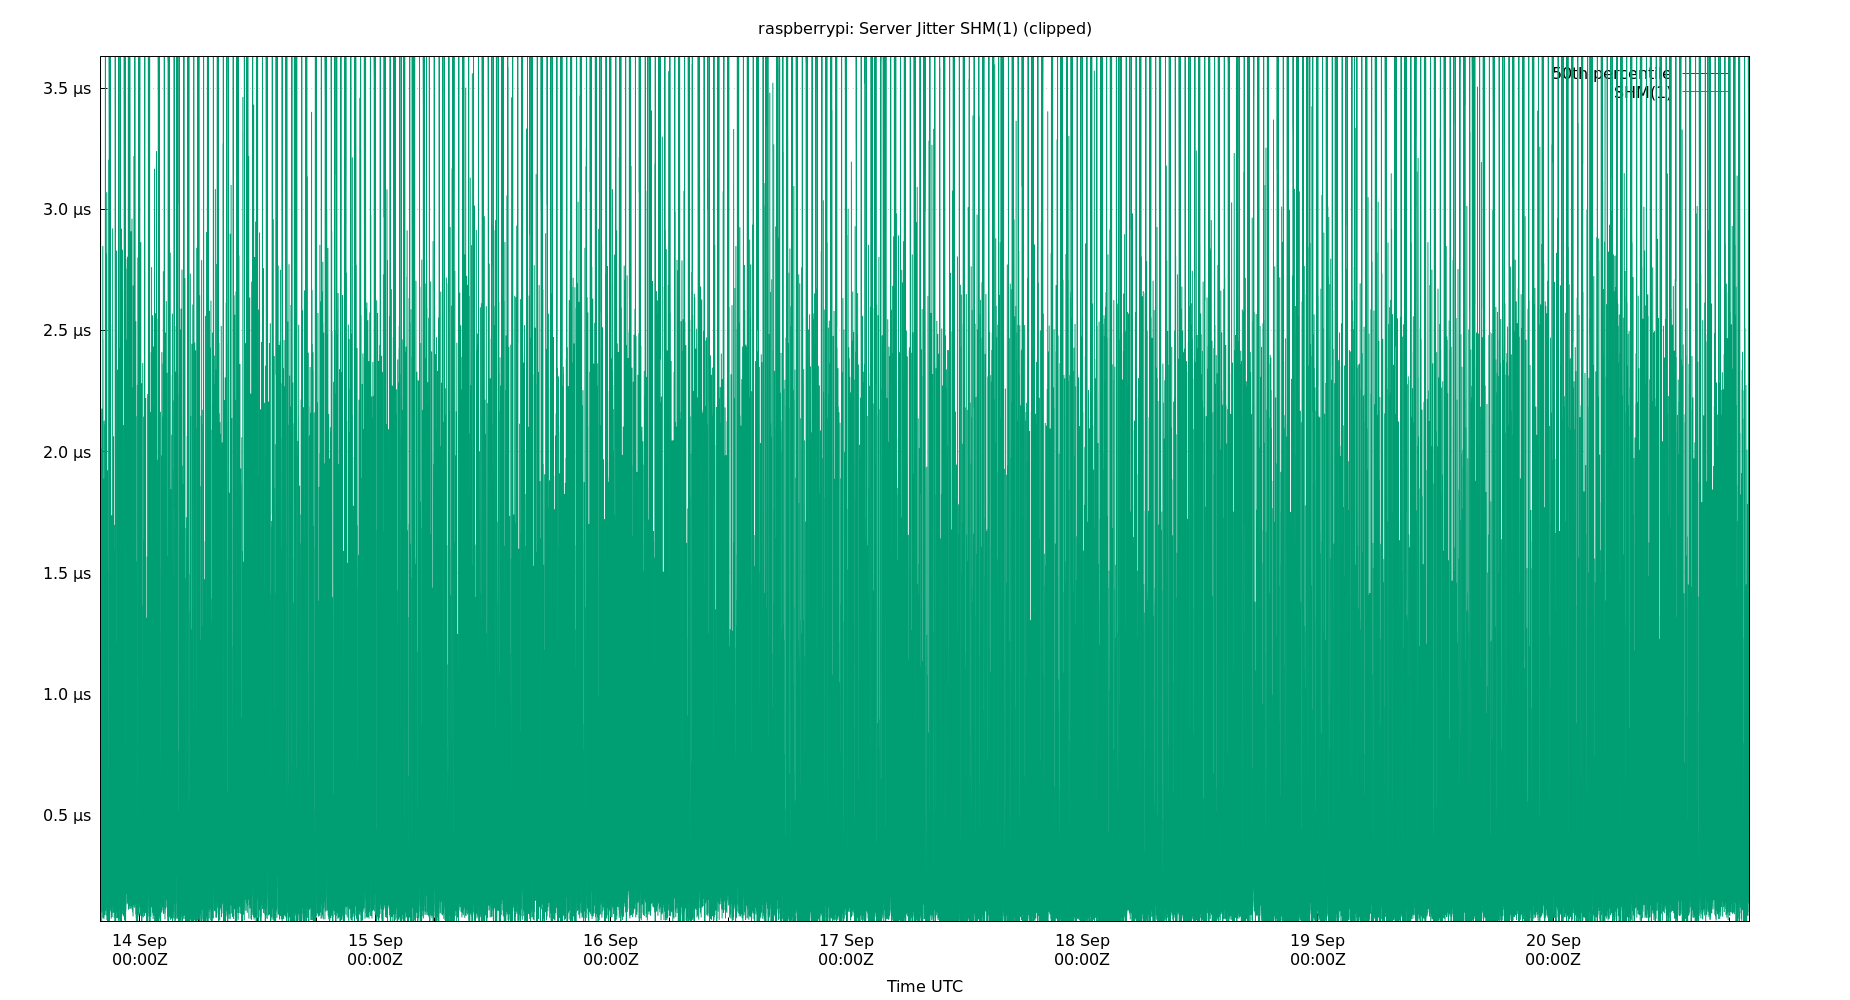 raspberrypi: Server Jitter SHM(1) (clipped)
50th percentile
SHM(1)
3.5 µs
3.0 µs
2.5 µs
2.0 µs
1.5 µs
1.0 µs
0.5 µs
14 Sep 15 Sep 16 Sep 17 Sep 18 Sep 19 Sep 20 Sep
00:00Z 00:00Z 00:00Z 00:00Z 00:00Z 00:00Z 00:00Z
Time UTC